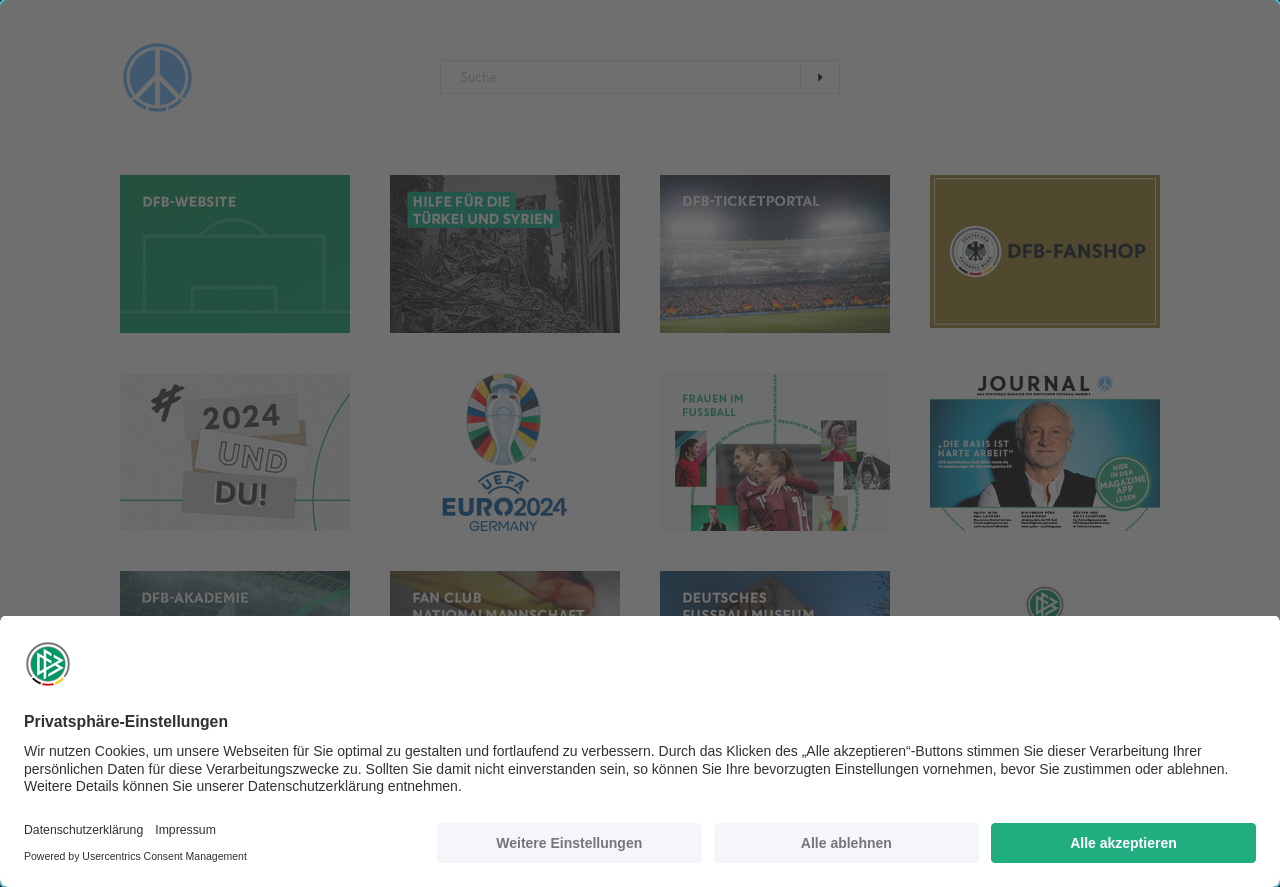 Suche
DFB-WEBSITE
HILFE FÜR DIE
TÜRKEI UND SYRIEN
DFB-TICKETPORTAL
DFB-FANSHOP
# 2024
UND
DU!
UEFA
EURO2024
GERMANY
FRAUEN IM
FUSSBALL
JOURNAL
„DIE BASIS IST
HARTE ARBEIT“
HIER
IN DER
MAGAZINE
APP
LESEN
DFB-AKADEMIE
FAN CLUB
NATIONALMANNSCHAFT
DEUTSCHES
FUSSBALLMUSEUM
Privatsphäre-Einstellungen
Wir nutzen Cookies, um unsere Webseiten für Sie optimal zu gestalten und fortlaufend zu verbessern. Durch das Klicken des „Alle akzeptieren“-Buttons stimmen Sie dieser Verarbeitung Ihrer
persönlichen Daten für diese Verarbeitungszwecke zu. Sollten Sie damit nicht einverstanden sein, so können Sie Ihre bevorzugten Einstellungen vornehmen, bevor Sie zustimmen oder ablehnen.
Weitere Details können Sie unserer Datenschutzerklärung entnehmen.
Datenschutzerklärung Impressum
Powered by Usercentrics Consent Management
Weitere Einstellungen
Alle ablehnen
Alle akzeptieren